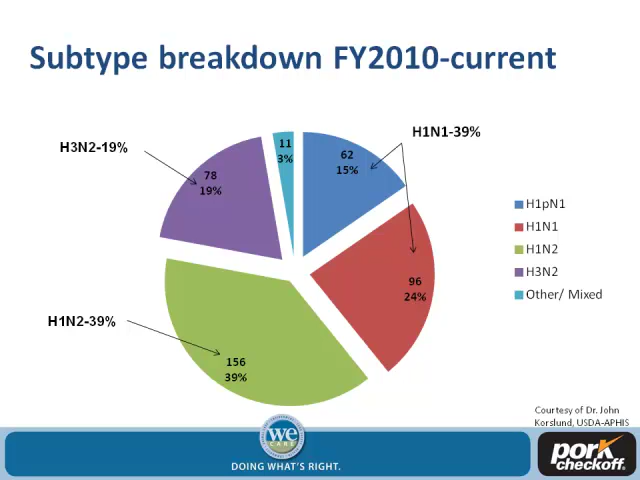 Subtype breakdown FY2010-current
H1N1-39%
H3N2-19%
11
3%
62
15%
78
19%
H1pN1
H1N1
H1N2
H3N2
Other/ Mixed
96
24%
H1N2-39%
156
39%
Courtesy of Dr. John
Korslund, USDA-APHIS
we
CARE
DOING WHAT'S RIGHT.
pork
checkoff